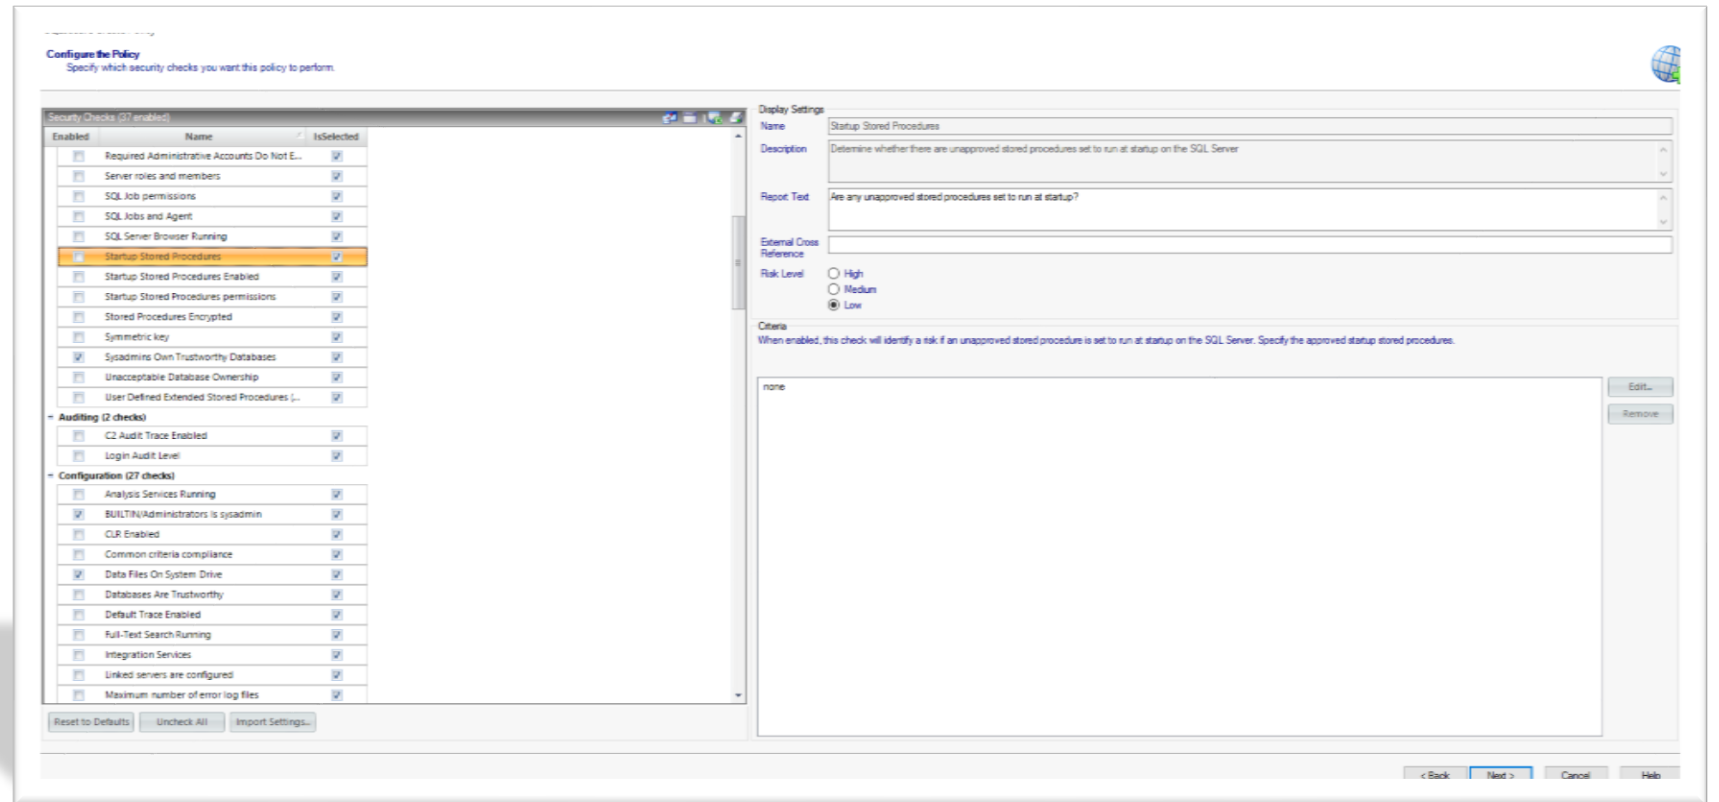 Configure the Policy
Specify which security checks you want this policy to perform.
Security Checks (37 enabled)
Enabled Name IsSelected
Required Administrative Accounts Do Not E...
Server roles and members
SQL Job permissions
SQL Jobs and Agent
SQL Server Browser Running
Startup Stored Procedures
Startup Stored Procedures Enabled
Startup Stored Procedures permissions
Stored Procedures Encrypted
Symmetric key
Sysadmins Own Trustworthy Databases
Unacceptable Database Ownership
User Defined Extended Stored Procedures (...
Auditing (2 checks)
C2 Audit Trace Enabled
Login Audit Level
Configuration (27 checks)
Analysis Services Running
BUILTIN/Administrators Is sysadmin
CLR Enabled
Common criteria compliance
Data Files On System Drive
Databases Are Trustworthy
Default Trace Enabled
Full-Text Search Running
Integration Services
Linked servers are configured
Maximum number of error log files
Reset to Defaults Uncheck All Import Settings...
Display Settings
Name Startup Stored Procedures
Description Determine whether there are unapproved stored procedures set to run at startup on the SQL Server
Report Text Are any unapproved stored procedures set to run at startup?
External Cross
Reference
Risk Level High
Medium
Low
Criteria
When enabled, this check will identify a risk if an unapproved stored procedure is set to run at startup on the SQL Server. Specify the approved startup stored procedures.
none
Edit...
Remove
< Back Next > Cancel Help